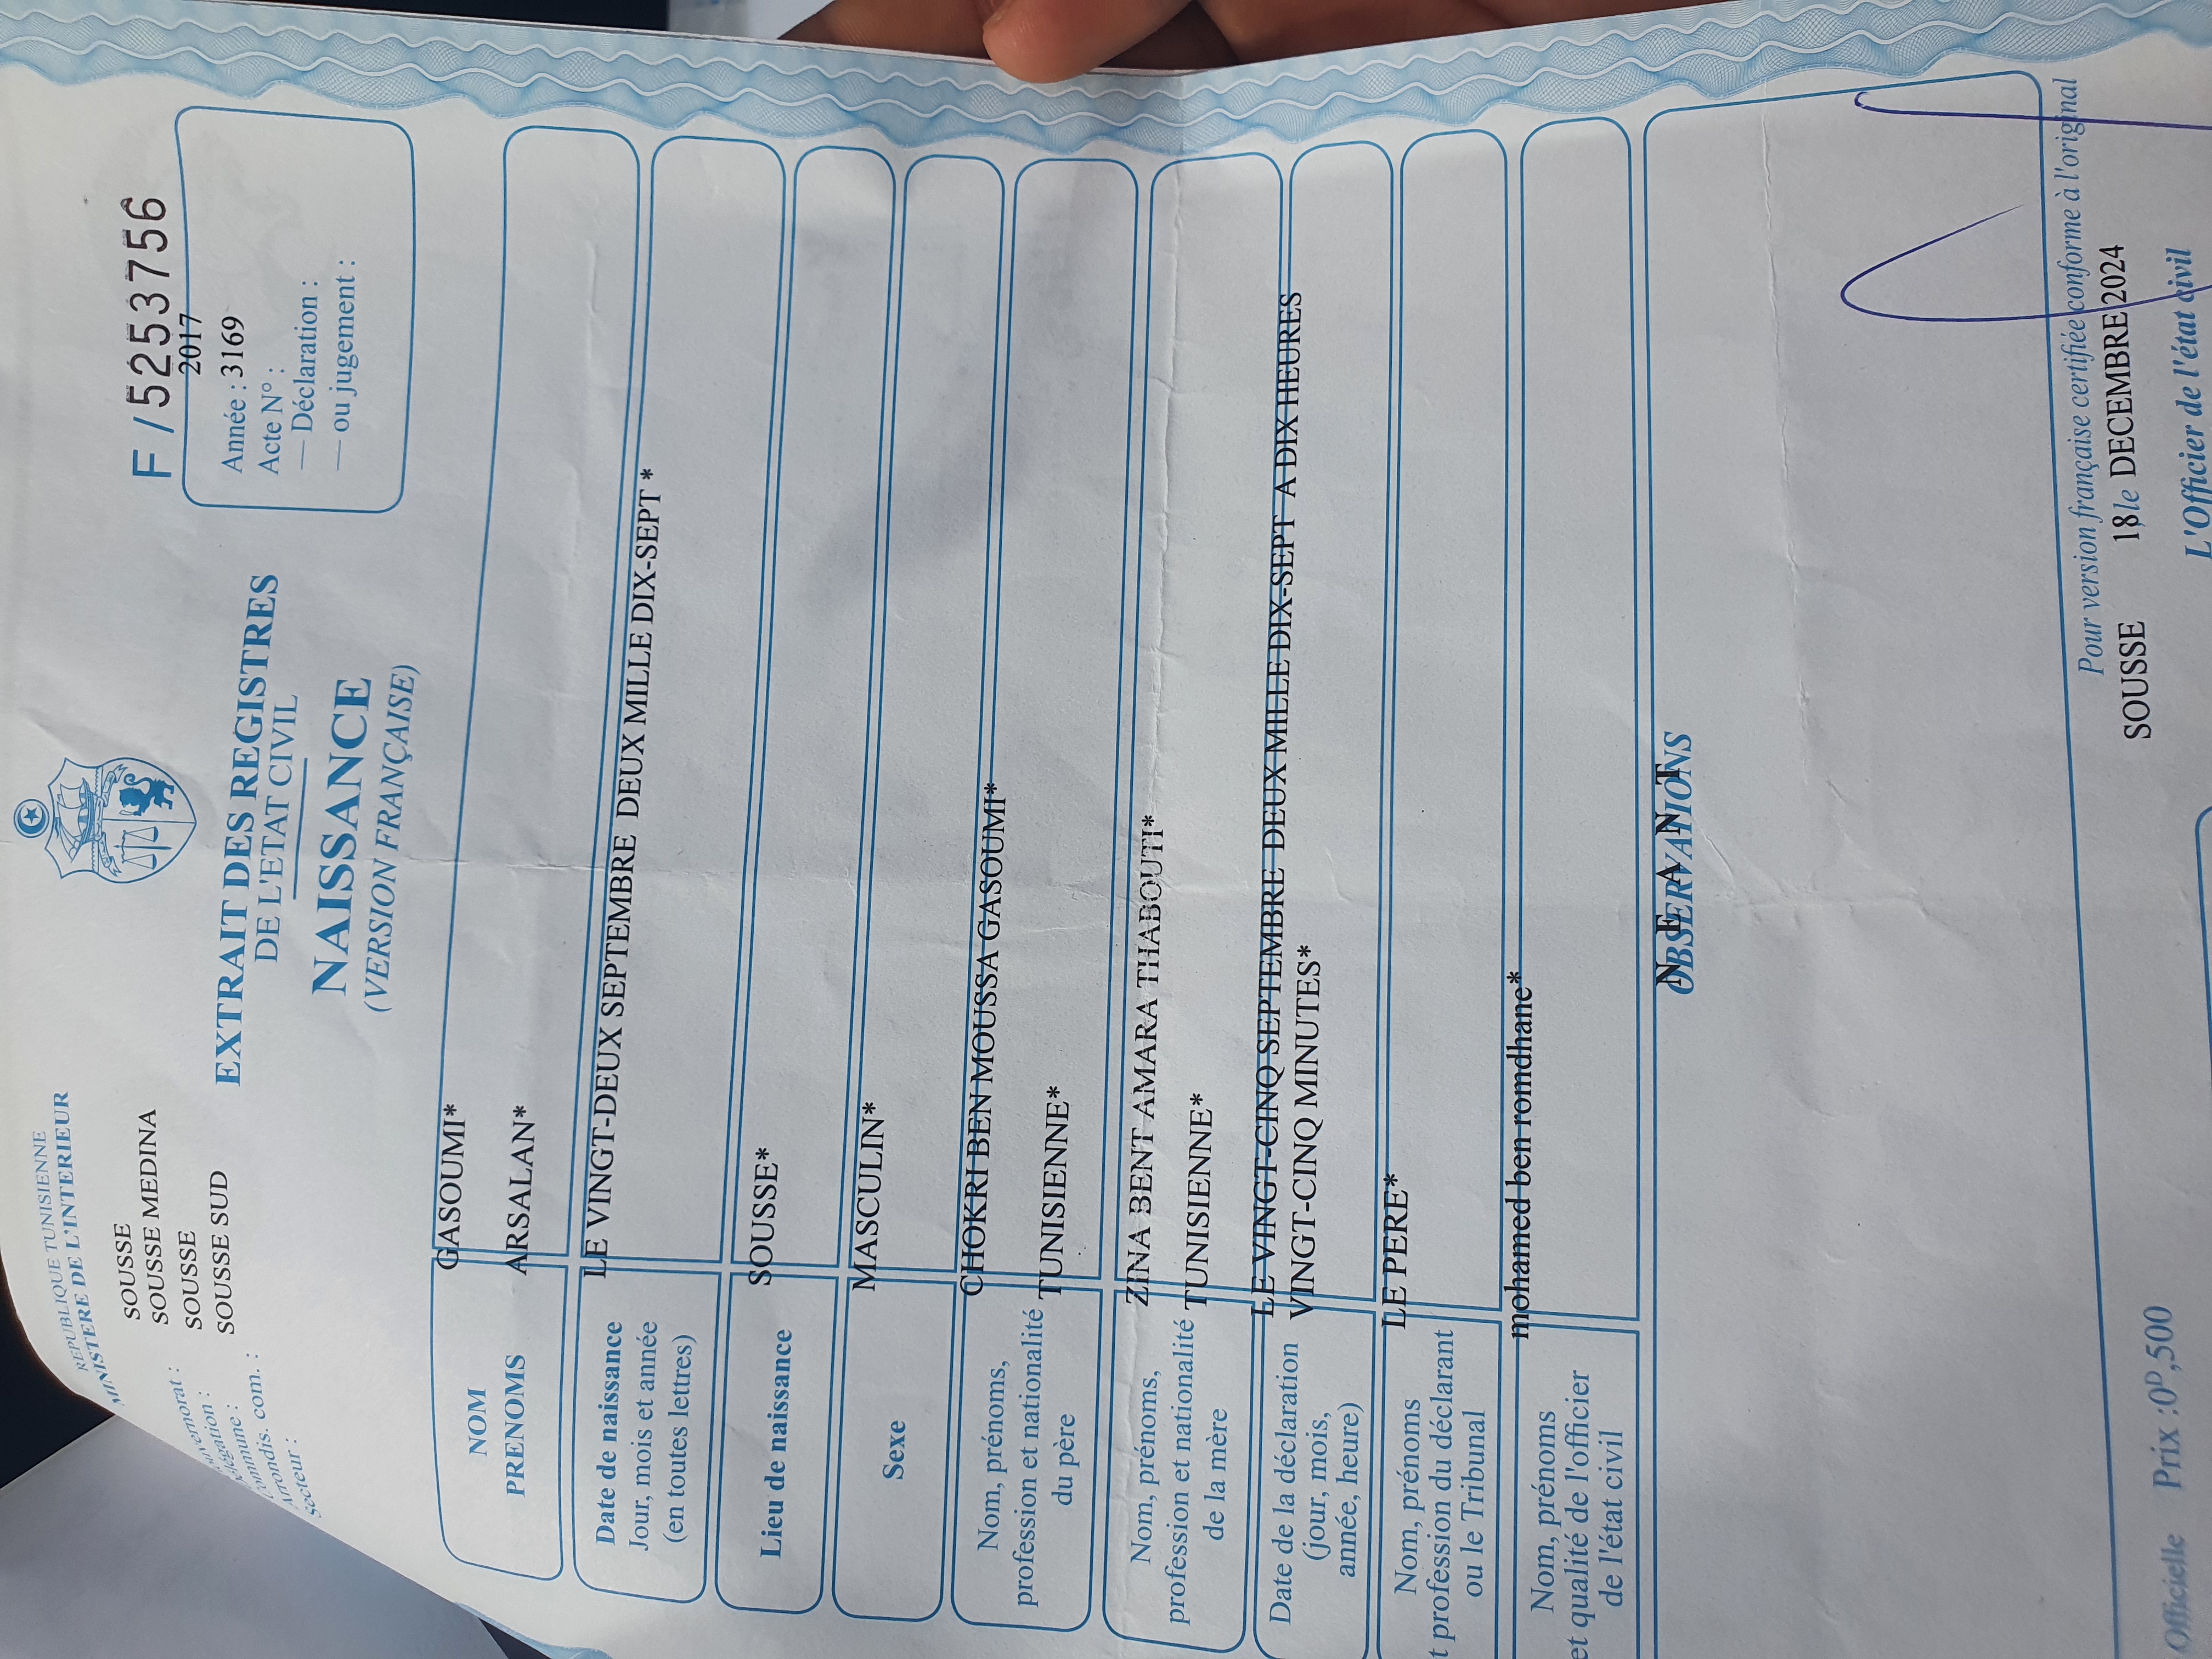 REPUBLIQUE TUNISIENNE
MINISTERE DE L'INTERIEUR
F /5253756
SOUSSE
SOUSSE MEDINA
SOUSSE
Arrondis. com. : SOUSSE SUD
secteur :
2017
Année : 3169
Acte N° :
— Déclaration :
— ou jugement :
EXTRAIT DES REGISTRES
DE L'ETAT CIVIL
NAISSANCE
(VERSION FRANÇAISE)
NOM GASOUMI*
PRENOMS ARSALAN*
Date de naissance LE VINGT-DEUX SEPTEMBRE DEUX MILLE DIX-SEPT *
Jour, mois et année
(en toutes lettres)
Lieu de naissance SOUSSE*
Sexe MASCULIN*
Nom, prénoms, CHOKRI BEN MOUSSA GASOUMI*
profession et nationalité TUNISIENNE*
du père
Nom, prénoms, ZINA BENT AMARA THABOUTI*
profession et nationalité TUNISIENNE*
de la mère
Date de la déclaration LE VINGT-CINQ SEPTEMBRE DEUX MILLE DIX-SEPT A DIX HEURES
(jour, mois, VINGT-CINQ MINUTES*
année, heure)
Nom, prénoms LE PERE*
t profession du déclarant
ou le Tribunal
Nom, prénoms mohamed ben romdhane*
et qualité de l'officier
de l'état civil
N E A N T
OBSERVATIONS
Pour version française certifiée conforme à l'original
SOUSSE 18 le DECEMBRE 2024
L'Officier de l'état civil
Officielle Prix : 0D,500